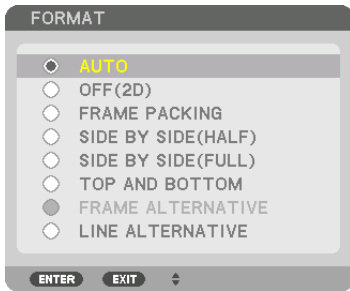 FORMAT
AUTO
OFF(2D)
FRAME PACKING
SIDE BY SIDE(HALF)
SIDE BY SIDE(FULL)
TOP AND BOTTOM
FRAME ALTERNATIVE
LINE ALTERNATIVE
ENTER EXIT